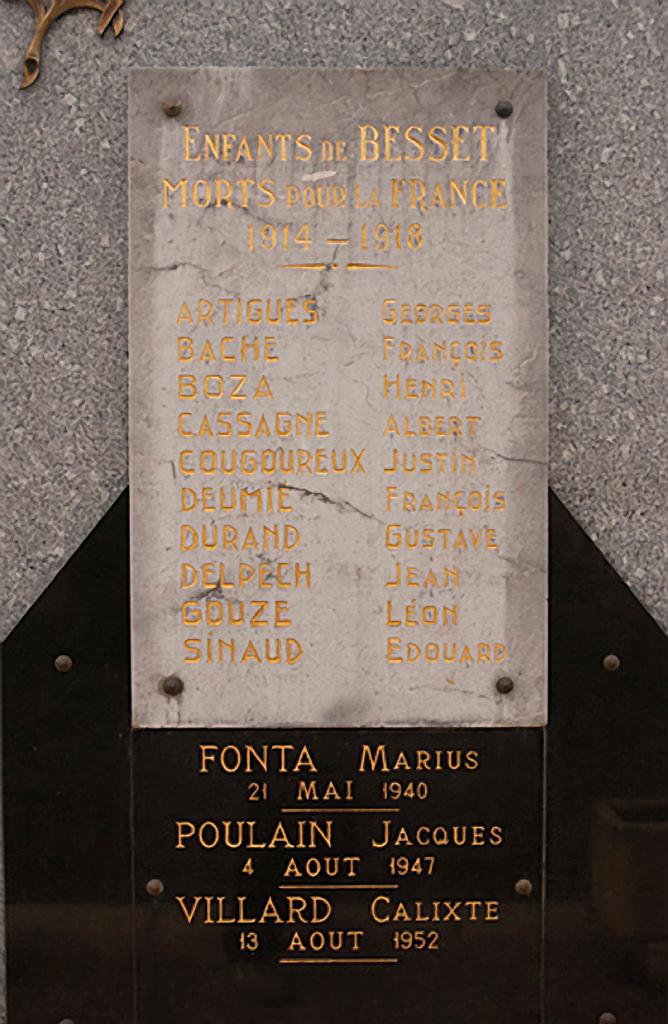 ENFANTS DE BESSET
MORTS POUR LA FRANCE
1914 - 1918
ARTIGUES GEORGES
BACHE FRANÇOIS
BOZA HENRI
CASSAGNE ALBERT
COUGOUREUX JUSTIN
DEUMIE FRANÇOIS
DURAND GUSTAVE
DELPECH JEAN
GOUZE LÉON
SINAUD EDOUARD
FONTA MARIUS
21 MAI 1940
POULAIN JACQUES
4 AOUT 1947
VILLARD CALIXTE
13 AOUT 1952